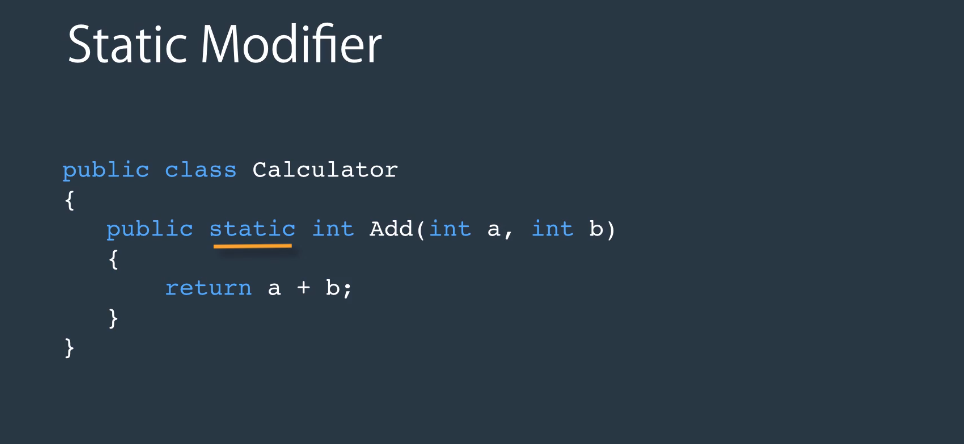 Static Modifier
public class Calculator
{
public static int Add(int a, int b)
{
return a + b;
}
}